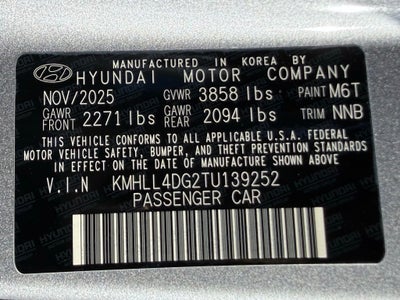 MANUFACTURED IN KOREA BY
HYUNDAI MOTOR COMPANY
NOV/2025 GVWR 3858 lbs PAINT M6T
GAWR FRONT 2271 lbs GAWR REAR 2094 lbs TRIM NNB
THIS VEHICLE CONFORMS TO ALL APPLICABLE U.S.A FEDERAL
MOTOR VEHICLE SAFETY, BUMPER, AND THEFT PREVENTION STANDARDS
IN EFFECT ON THE DATE OF MANUFACTURE SHOWN ABOVE.
V.I.N KMHLL4DG2TU139252
PASSENGER CAR